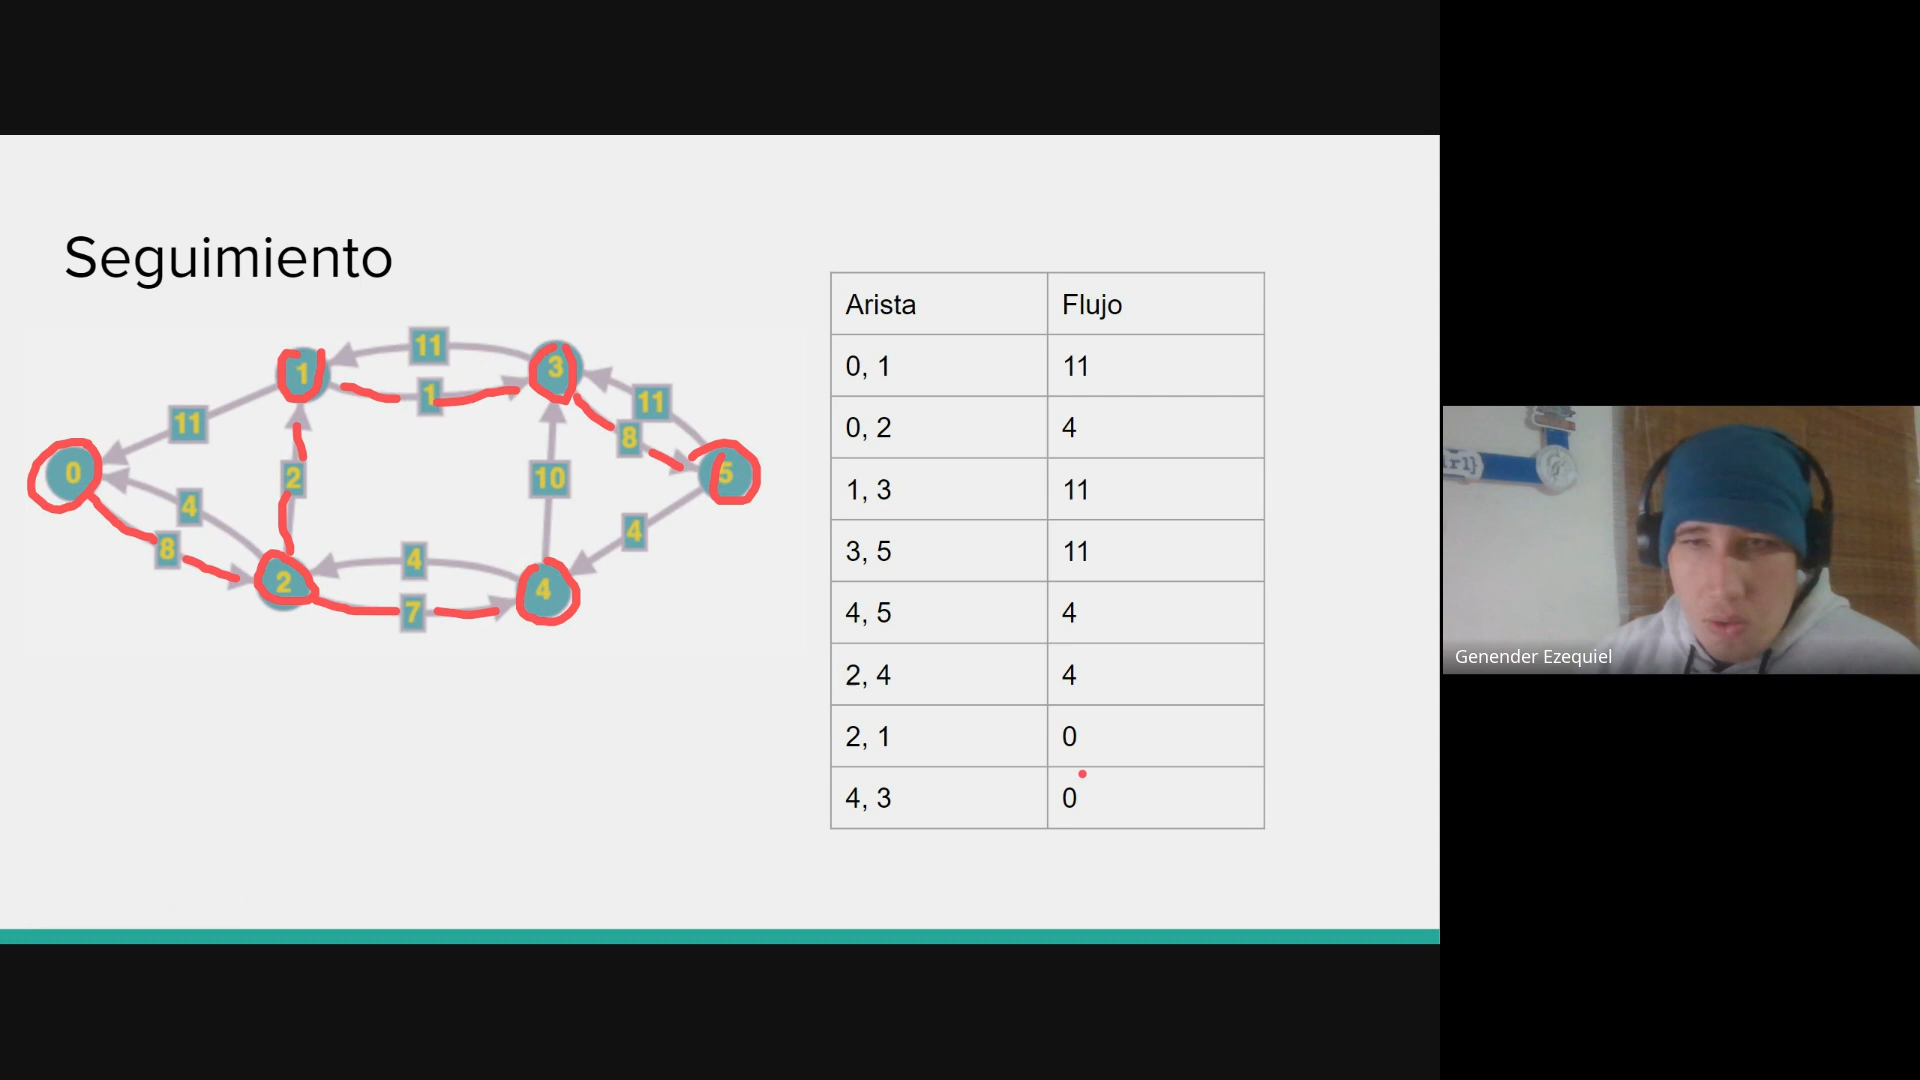 Seguimiento
11
1
3
11
1
11
11
8
0
2
10
5
4
4
8
4
2
4
7
Arista Flujo
0, 1 11
0, 2 4
1, 3 11
3, 5 11
4, 5 4
2, 4 4
2, 1 0
4, 3 0
Genender Ezequiel